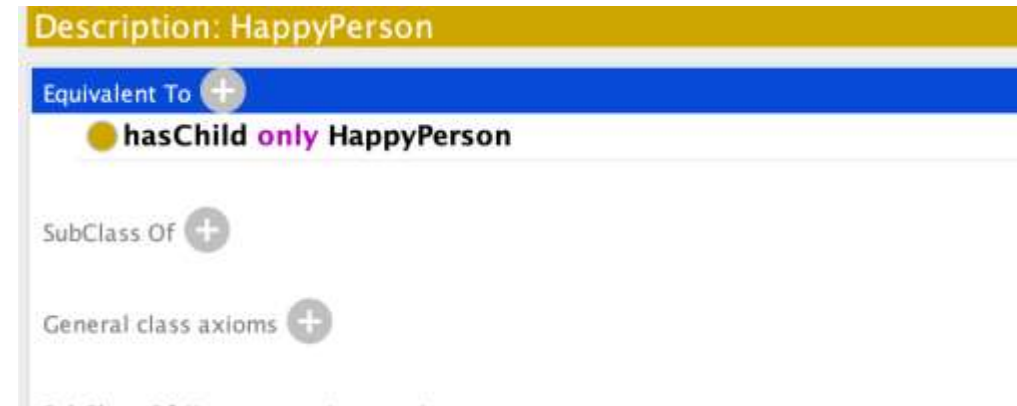 Description: HappyPerson
Equivalent To
hasChild only HappyPerson
SubClass Of
General class axioms